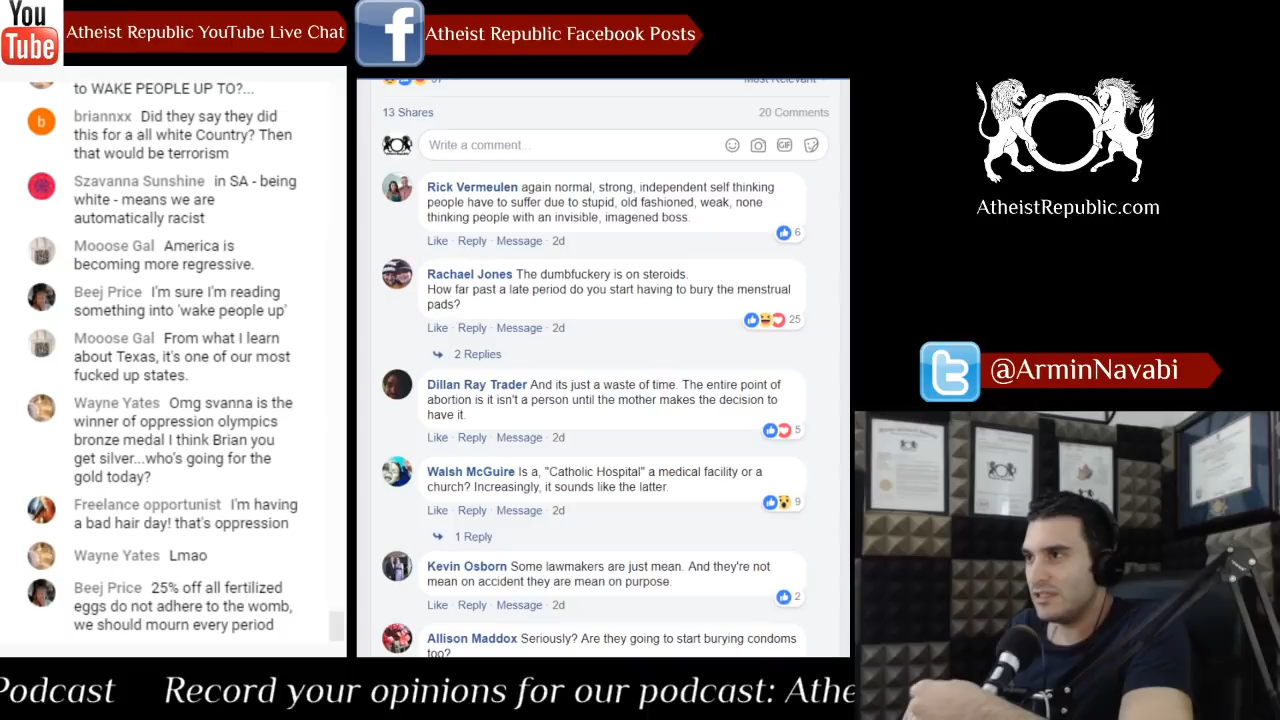 You
Tube
Atheist Republic YouTube Live Chat
f
Atheist Republic Facebook Posts
to WAKE PEOPLE UP TO?...
b
briannxx Did they say they did
this for a all white Country? Then
that would be terrorism
Szavanna Sunshine in SA - being
white - means we are
automatically racist
Mooose Gal America is
becoming more regressive.
Beej Price I'm sure I'm reading
something into 'wake people up'
Mooose Gal From what I learn
about Texas, it's one of our most
fucked up states.
Wayne Yates Omg svanna is the
winner of oppression olympics
bronze medal I think Brian you
get silver...who's going for the
gold today?
Freelance opportunist I'm having
a bad hair day! that's oppression
Wayne Yates Lmao
Beej Price 25% off all fertilized
eggs do not adhere to the womb,
we should mourn every period
37
Most Relevant
13 Shares
20 Comments
Write a comment...
GIF
Rick Vermeulen again normal, strong, independent self thinking
people have to suffer due to stupid, old fashioned, weak, none
thinking people with an invisible, imagened boss.
6
Like · Reply · Message · 2d
Rachael Jones The dumbfuckery is on steroids.
How far past a late period do you start having to bury the menstrual
pads?
25
Like · Reply · Message · 2d
2 Replies
Dillan Ray Trader And its just a waste of time. The entire point of
abortion is it isn't a person until the mother makes the decision to
have it.
5
Like · Reply · Message · 2d
Walsh McGuire Is a, "Catholic Hospital" a medical facility or a
church? Increasingly, it sounds like the latter.
9
Like · Reply · Message · 2d
1 Reply
Kevin Osborn Some lawmakers are just mean. And they're not
mean on accident they are mean on purpose.
2
Like · Reply · Message · 2d
Allison Maddox Seriously? Are they going to start burying condoms
too?
AtheistRepublic.com
t
@ArminNavabi
Podcast Record your opinions for our podcast: Athe